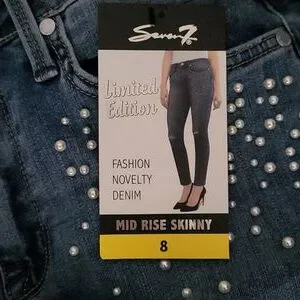 Seven7
Limited
Edition
FASHION
NOVELTY
DENIM
MID RISE SKINNY
8